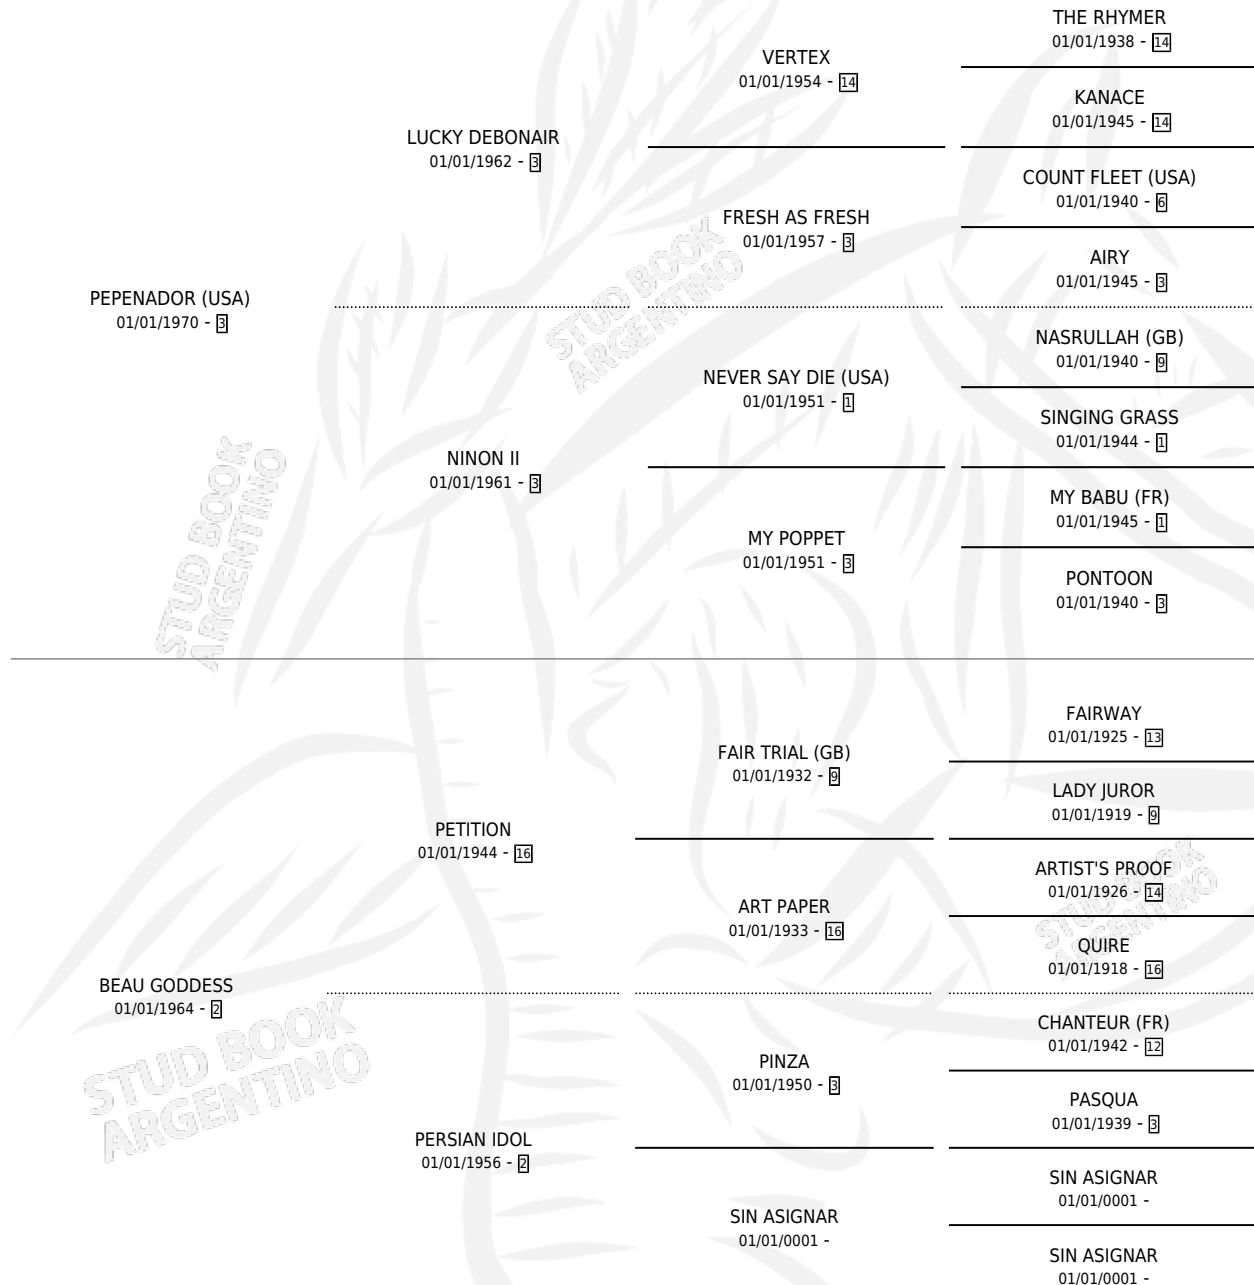 THE RHYMER
01/01/1938 - 14
VERTEX
01/01/1954 - 14
KANACE
01/01/1945 - 14
LUCKY DEBONAIR
01/01/1962 - 3
COUNT FLEET (USA)
01/01/1940 - 6
FRESH AS FRESH
01/01/1957 - 3
AIRY
01/01/1945 - 3
PEPENADOR (USA)
01/01/1970 - 3
NASRULLAH (GB)
01/01/1940 - 9
NEVER SAY DIE (USA)
01/01/1951 - 1
SINGING GRASS
01/01/1944 - 1
NINON II
01/01/1961 - 3
MY BABU (FR)
01/01/1945 - 1
MY POPPET
01/01/1951 - 3
PONTOON
01/01/1940 - 3
FAIRWAY
01/01/1925 - 13
FAIR TRIAL (GB)
01/01/1932 - 9
LADY JUROR
01/01/1919 - 9
PETITION
01/01/1944 - 16
ARTIST'S PROOF
01/01/1926 - 14
ART PAPER
01/01/1933 - 16
QUIRE
01/01/1918 - 16
BEAU GODDESS
01/01/1964 - 2
CHANTEUR (FR)
01/01/1942 - 12
PINZA
01/01/1950 - 3
PASQUA
01/01/1939 - 3
PERSIAN IDOL
01/01/1956 - 2
SIN ASIGNAR
01/01/0001 -
SIN ASIGNAR
01/01/0001 -
SIN ASIGNAR
01/01/0001 -
STUD BOOK
ARGENTINO
STUD BOOK
ARGENTINO
STUD BOOK
ARGENTINO
STUD BOOK
ARGENTINO